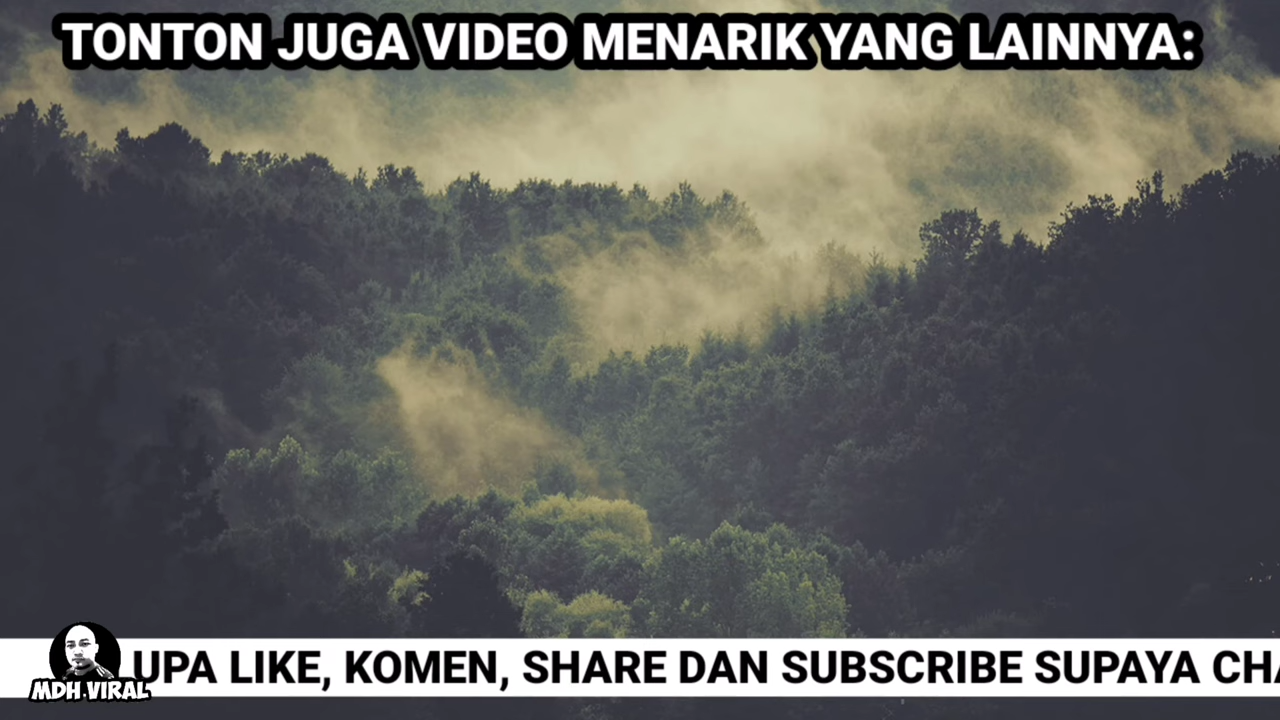 TONTON JUGA VIDEO MENARIK YANG LAINNYA:
UPA LIKE, KOMEN, SHARE DAN SUBSCRIBE SUPAYA CHA
MDH VIRAL